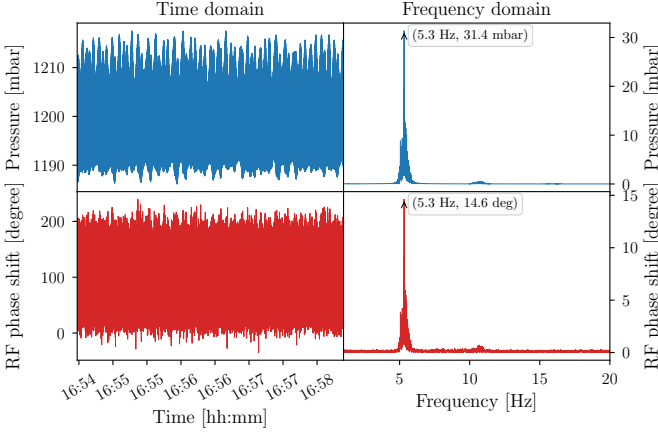 Time domain
Frequency domain
Pressure [mbar]
1210
1200
1190
(5.3 Hz, 31.4 mbar)
30
20
10
0
Pressure [mbar]
RF phase shift [degree]
200
100
0
(5.3 Hz, 14.6 deg)
15
10
5
0
RF phase shift [degree]
16:54
16:55
16:55
16:56
16:56
16:57
16:57
16:58
5
10
15
20
Time [hh:mm]
Frequency [Hz]